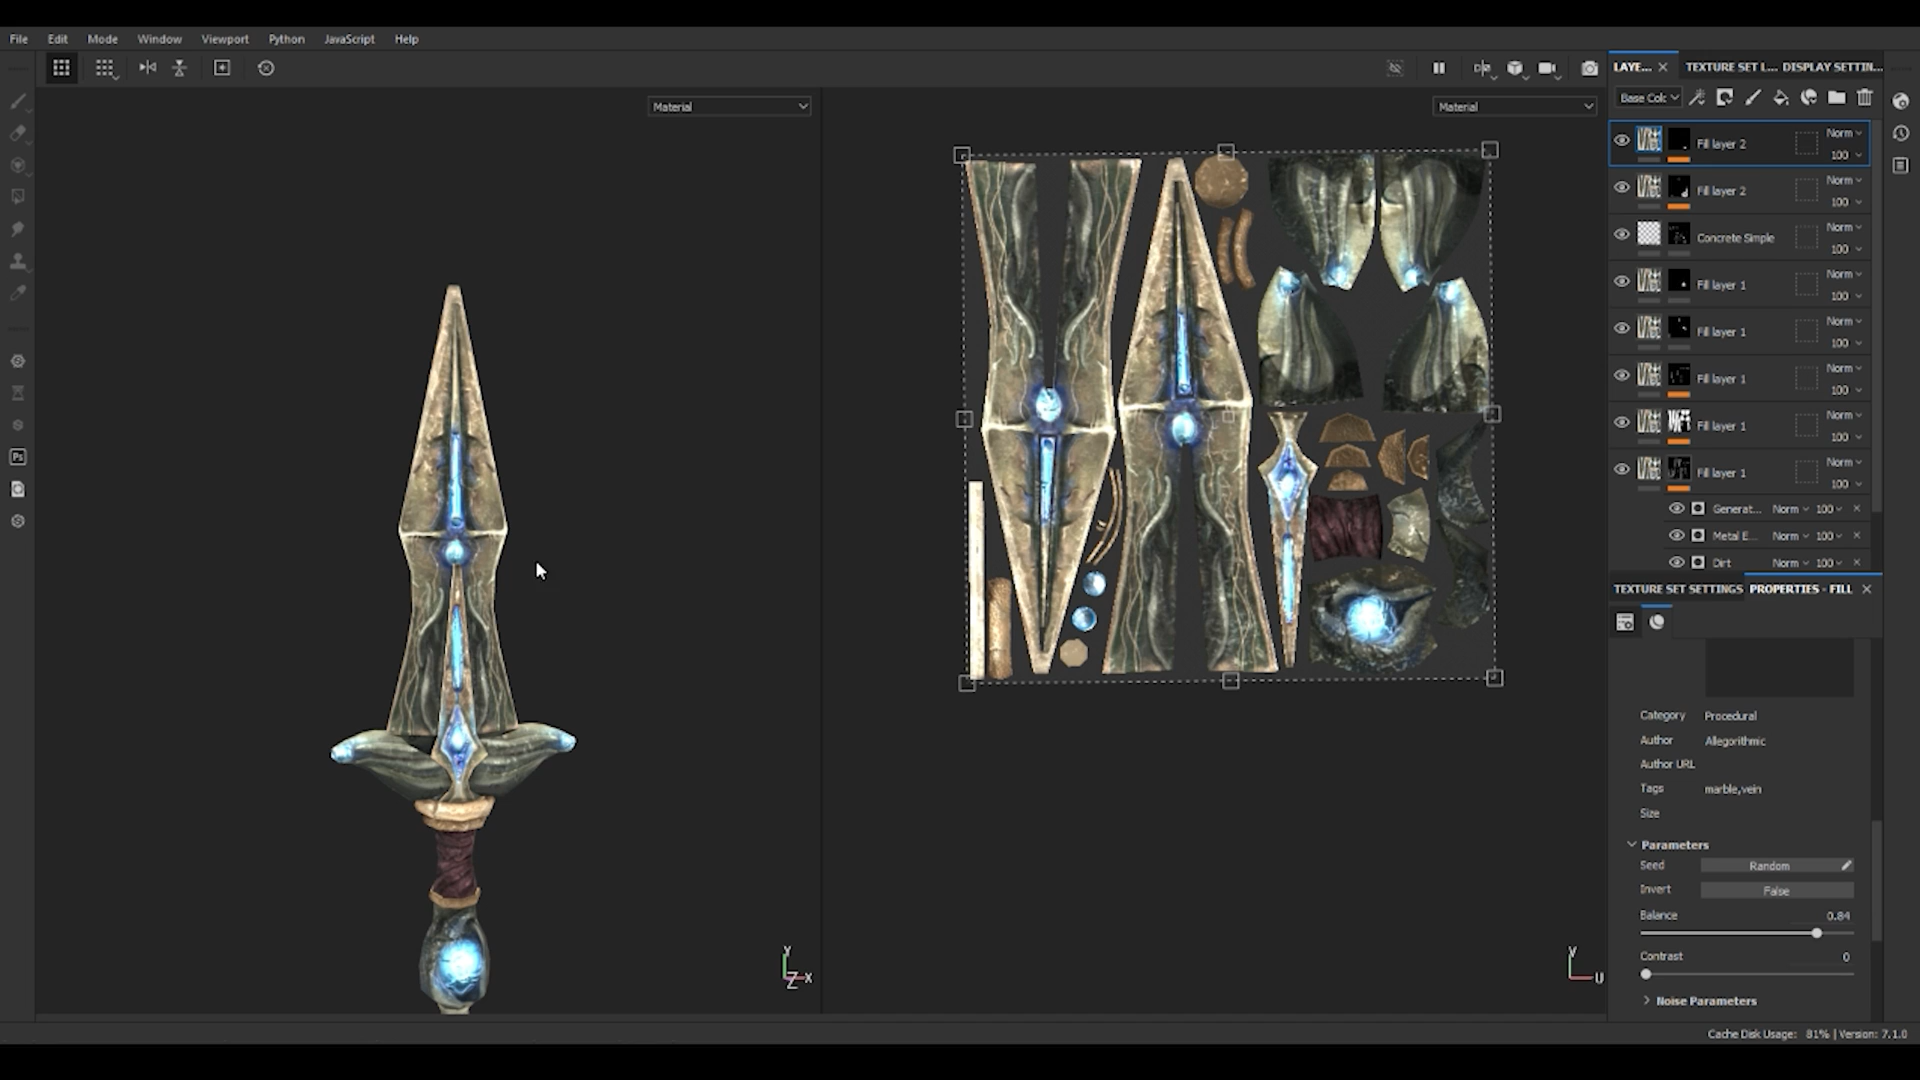 File Edit Mode Window Viewport Python JavaScript Help
LAYE... TEXTURE SET L... DISPLAY SETTIN...
Material
Material
Base Colc
Norm
Fill layer 2
100
Norm
Fill layer 2
100
Norm
Concrete Simple
100
Norm
Fill layer 1
100
Norm
Fill layer 1
100
Norm
Fill layer 1
100
Norm
Fill layer 1
100
Norm
Fill layer 1
100
Generat... Norm 100
Metal E... Norm 100
Dirt Norm 100
Ps
TEXTURE SET SETTINGS PROPERTIES - FILL
Category Procedural
Author Allegorithmic
Author URL
Tags marble,vein
Size
Parameters
Seed Random
Invert False
Balance 0.84
Contrast 0
Noise Parameters
Y
Z X
V
U
Cache Disk Usage: 81% | Version: 7.1.0